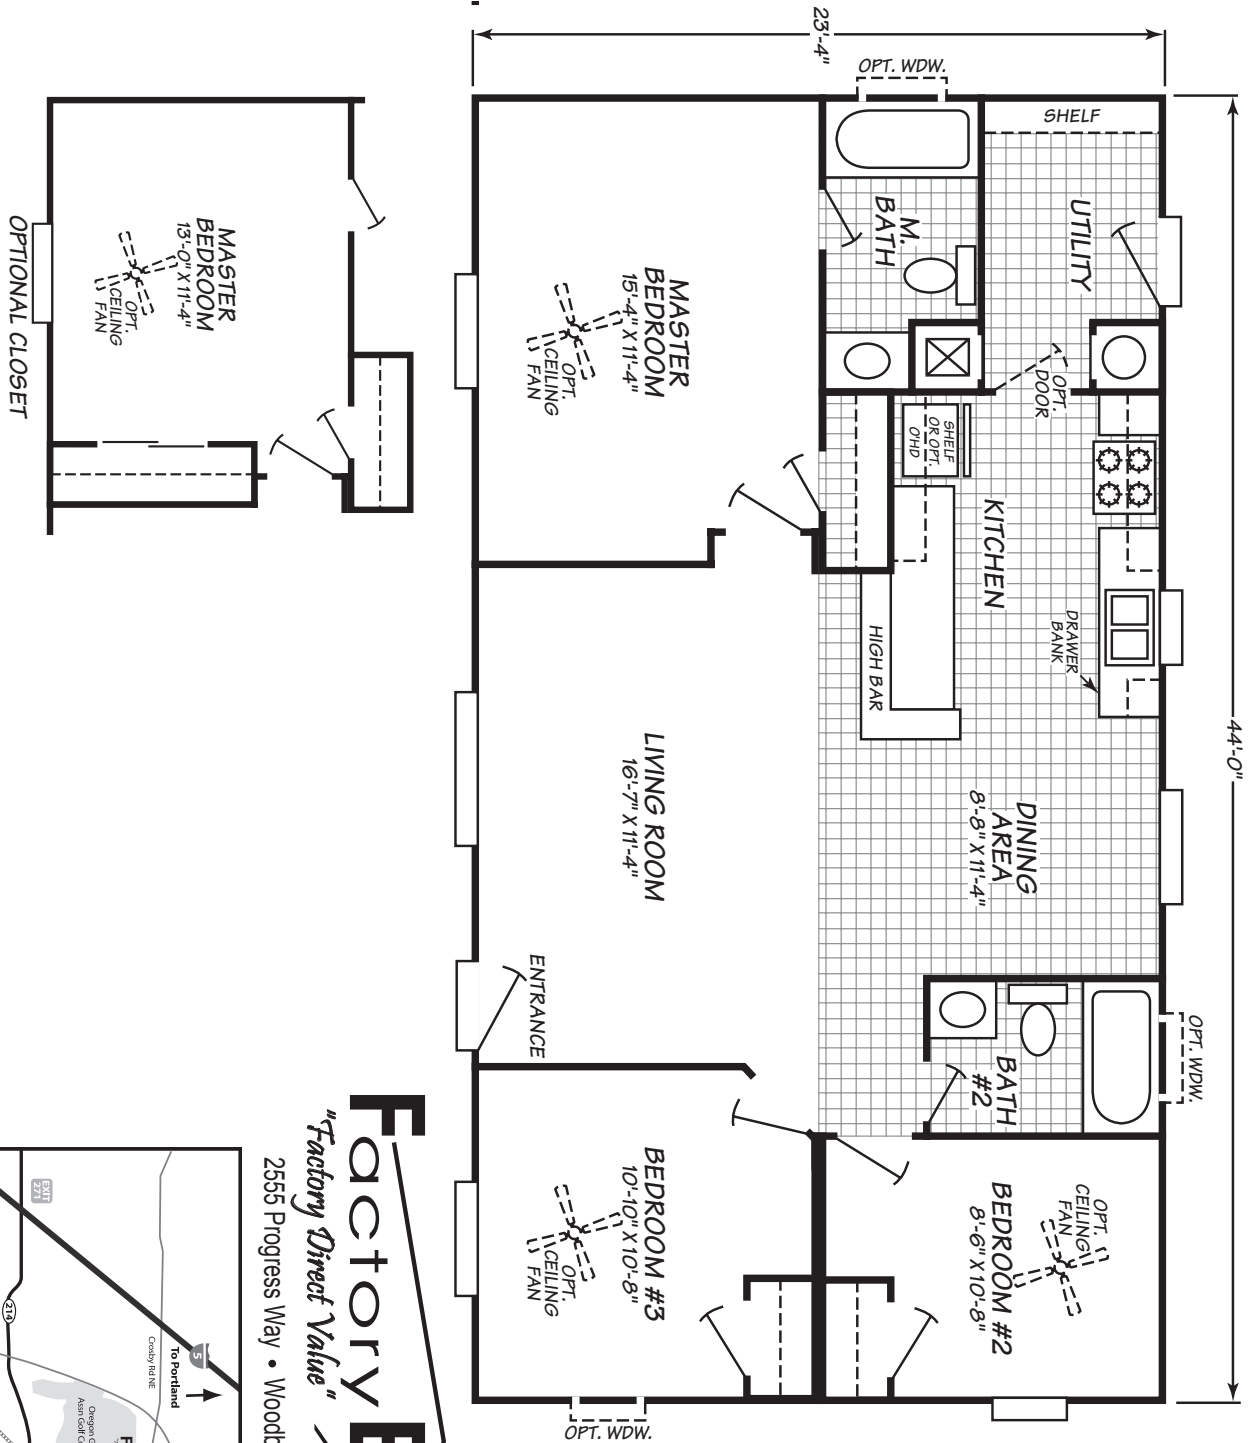 44'-0"
23'-4"
OPT. WDW.
OPT. WDW.
SHELF
UTILITY
M.
BATH
OPT.
DOOR
SHELF
OR OPT.
O'HD
KITCHEN
DRAWER
BANK
HIGH BAR
DINING
AREA
8'-8" X 11'-4"
BATH
#2
OPT.
CEILING
FAN
BEDROOM #2
8'-6" X 10'-8"
MASTER
BEDROOM
15'-4" X 11'-4"
OPT.
CEILING
FAN
LIVING ROOM
16'-7" X 11'-4"
ENTRANCE
BEDROOM #3
10'-10" X 10'-8"
OPT.
CEILING
FAN
OPT. WDW.
MASTER
BEDROOM
13'-0" X 11'-4"
OPT.
CEILING
FAN
OPTIONAL CLOSET
Factory E
"Factory Direct Value"
2555 Progress Way • Woodb
EXIT
271
214
5
To Portland
Crosby Rd NE
Assn Golf C